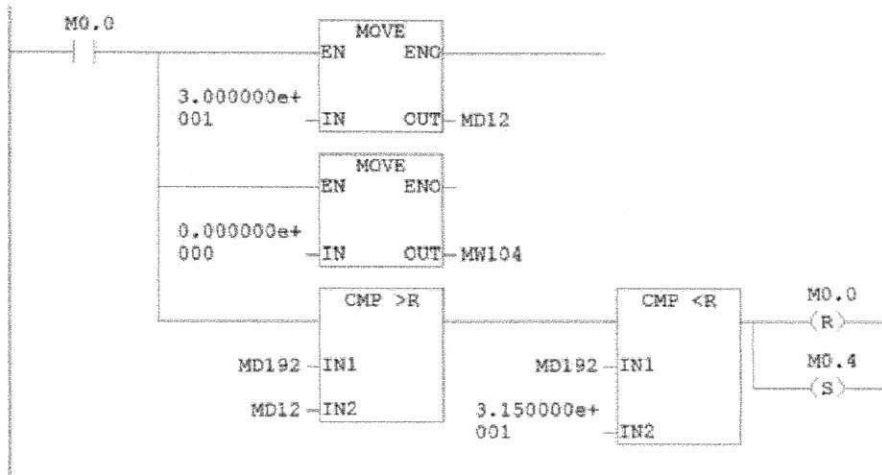 M0.0
MOVE
EN ENO
3.000000e+
001
IN OUT MD12
MOVE
EN ENO
0.000000e+
000
IN OUT MW104
CMP >R
CMP <R
M0.0
(R)
MD192 IN1
MD192 IN1
M0.4
(S)
MD12 IN2
3.150000e+
001
IN2